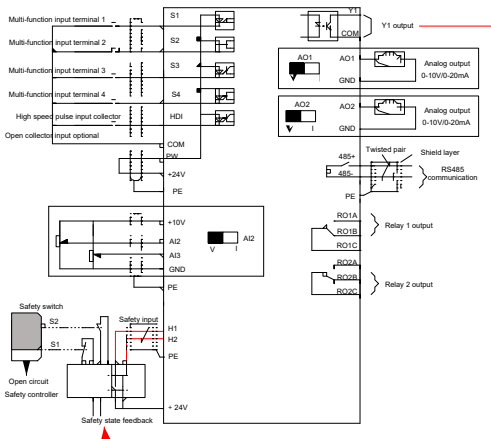 Multi-function input terminal 1
S1
Y1
Y1 output
COM
Multi-function input terminal 2
S2
Multi-function input terminal 3
S3
AO1
AO1
Analog output
0-10V/0-20mA
V
I
GND
Multi-function input terminal 4
S4
High speed pulse input collector
HDI
AO2
AO2
Analog output
0-10V/0-20mA
V
I
GND
Open collector input optional
COM
PW
+24V
PE
Twisted pair
Shield layer
485+
485-
RS485
communication
PE
+10V
AI2
AI3
GND
PE
AI2
V
I
RO1A
RO1B
RO1C
Relay 1 output
RO2A
RO2B
RO2C
Relay 2 output
Safety switch
S2
S1
Open circuit
Safety controller
Safety input
H1
H2
PE
+ 24V
Safety state feedback